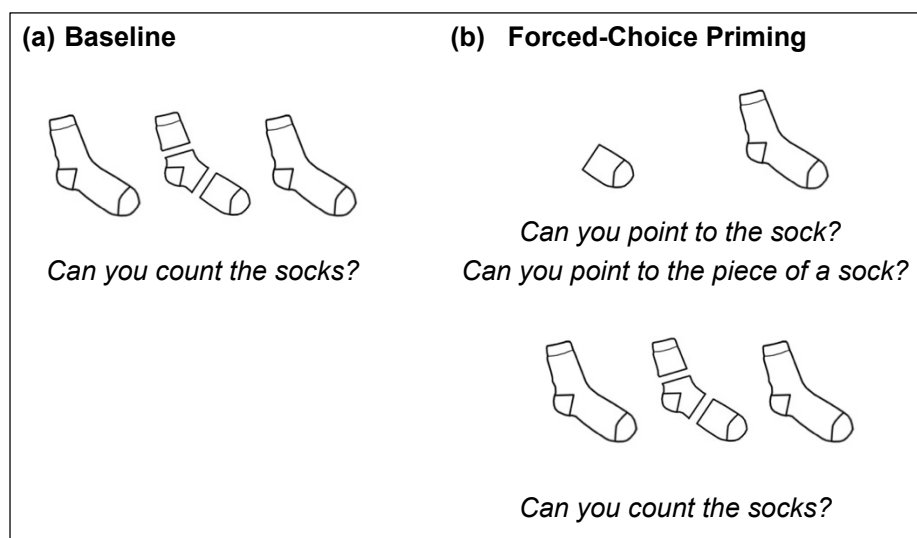 (a) Baseline
Can you count the socks?
(b) Forced-Choice Priming
Can you point to the sock?
Can you point to the piece of a sock?
Can you count the socks?